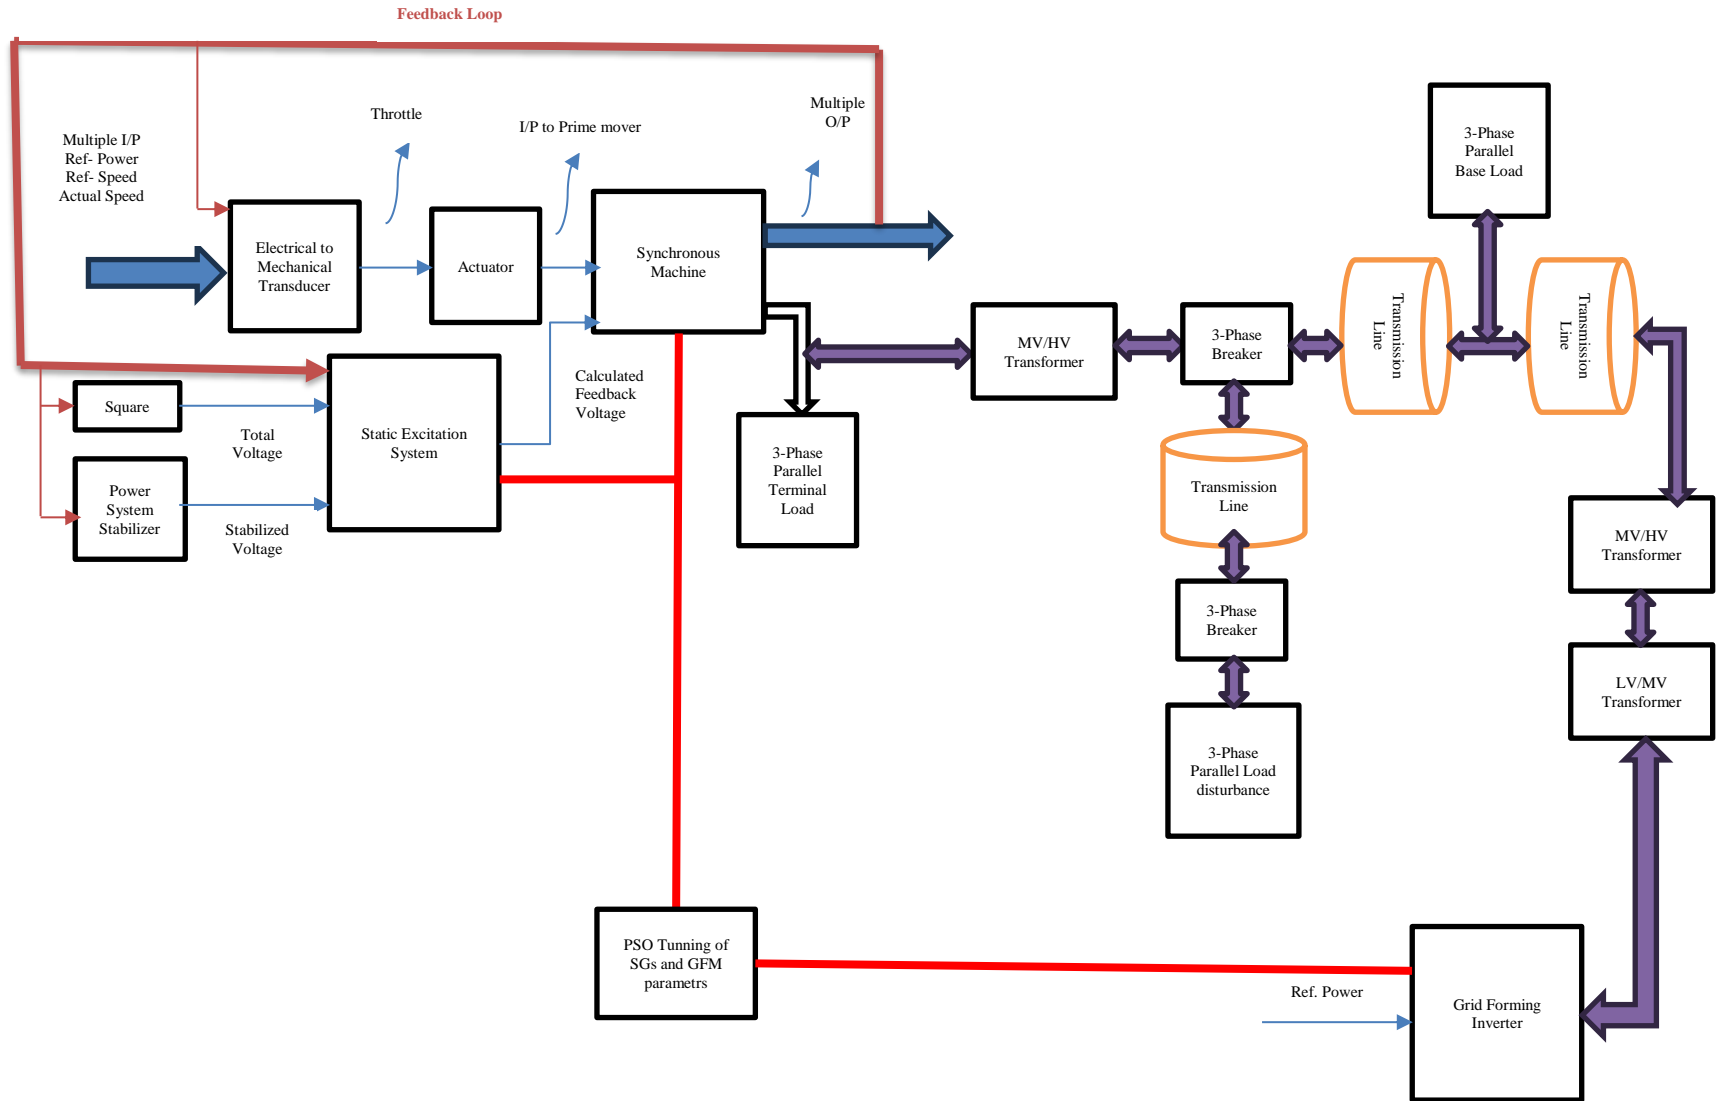 Feedback Loop
Multiple I/P
Ref- Power
Ref- Speed
Actual Speed
Throttle
I/P to Prime mover
Multiple
O/P
Electrical to
Mechanical
Transducer
Actuator
Synchronous
Machine
3-Phase
Parallel
Base Load
MV/HV
Transformer
3-Phase
Breaker
Transmission
Line
Transmission
Line
Square
Total
Voltage
Power
System
Stabilizer
Stabilized
Voltage
Static Excitation
System
Calculated
Feedback
Voltage
3-Phase
Parallel
Terminal
Load
Transmission
Line
3-Phase
Breaker
3-Phase
Parallel Load
disturbance
MV/HV
Transformer
LV/MV
Transformer
PSO Tunning of
SGs and GFM
parametrs
Ref. Power
Grid Forming
Inverter